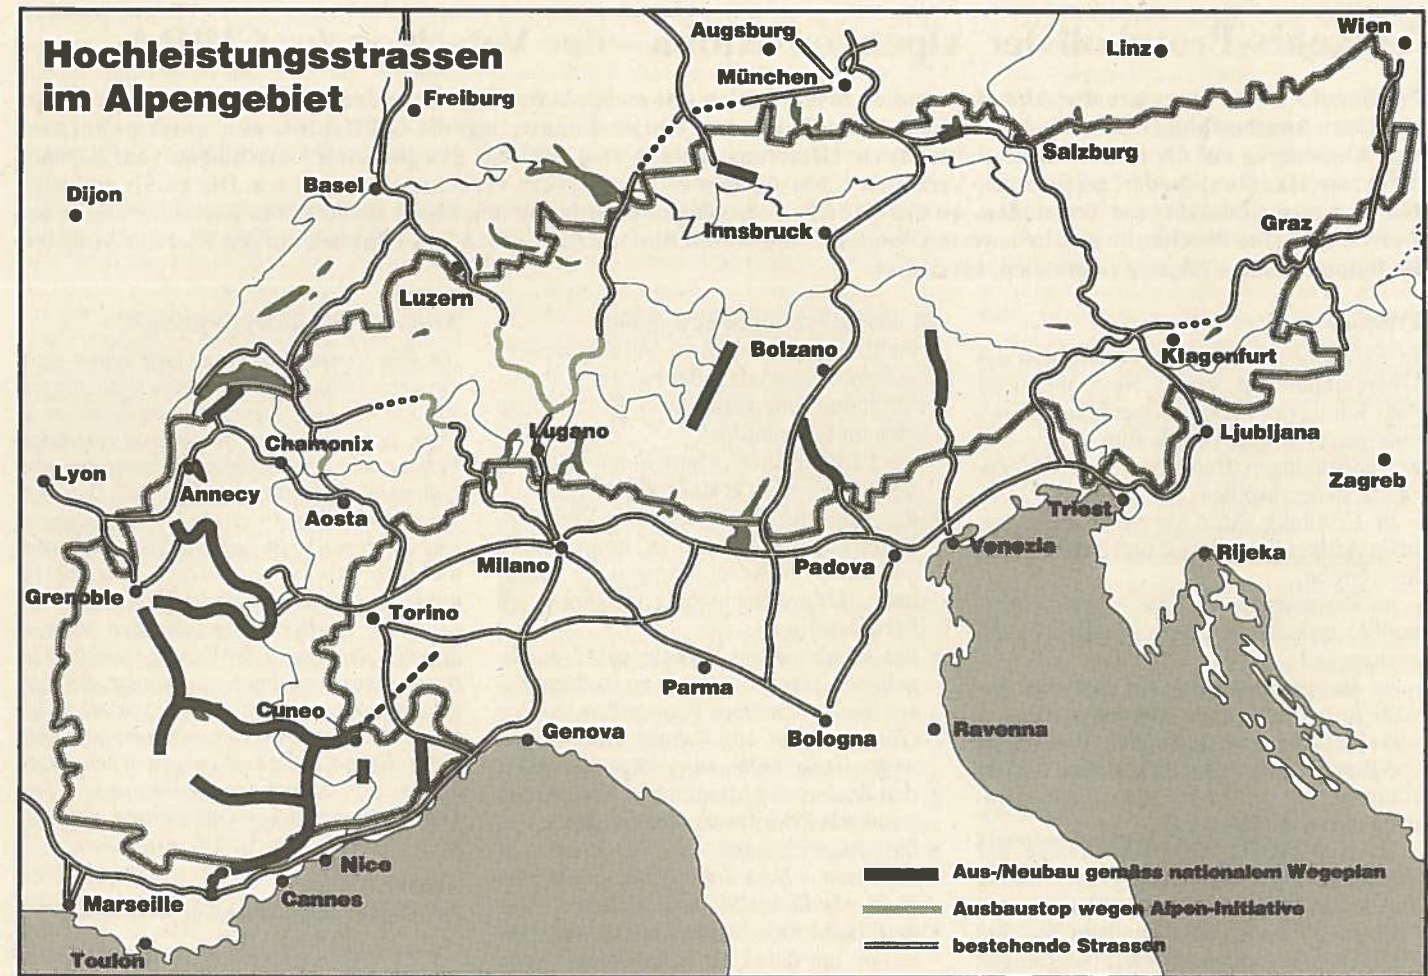 Hochleistungsstrassen
im Alpengebiet
Augsburg
Wien
Linz
München
Freiburg
Salzburg
Basel
Dijon
Innsbruck
Graz
Luzern
Bolzano
Klagenfurt
Lugano
Ljubljana
Chamonix
Lyon
Zagreb
Annecy
Aosta
Triest
Venezia
Rijeka
Milano
Padova
Grenoble
Torino
Parma
Cuneo
Genova
Bologna
Ravenna
Nice
Cannes
Marseille
Toulon
Aus-/Neubau gemäss nationalem Wegeplan
Ausbaustop wegen Alpen-Initiative
bestehende Strassen